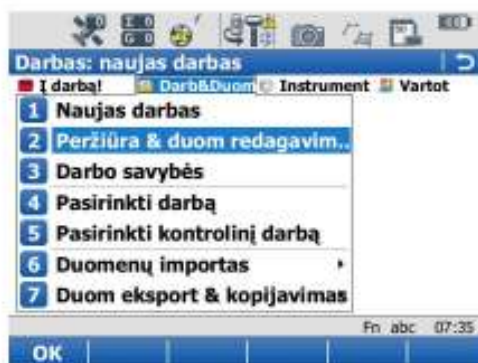 Darbas: naujas darbas
Į darbą! Darb&Duom Instrument Vartot
1 Naujas darbas
2 Peržiūra & duom redagavim..
3 Darbo savybės
4 Pasirinkti darbą
5 Pasirinkti kontrolinį darbą
6 Duomenų importas
7 Duom eksport & kopijavimas
Fn abc 07:35
OK